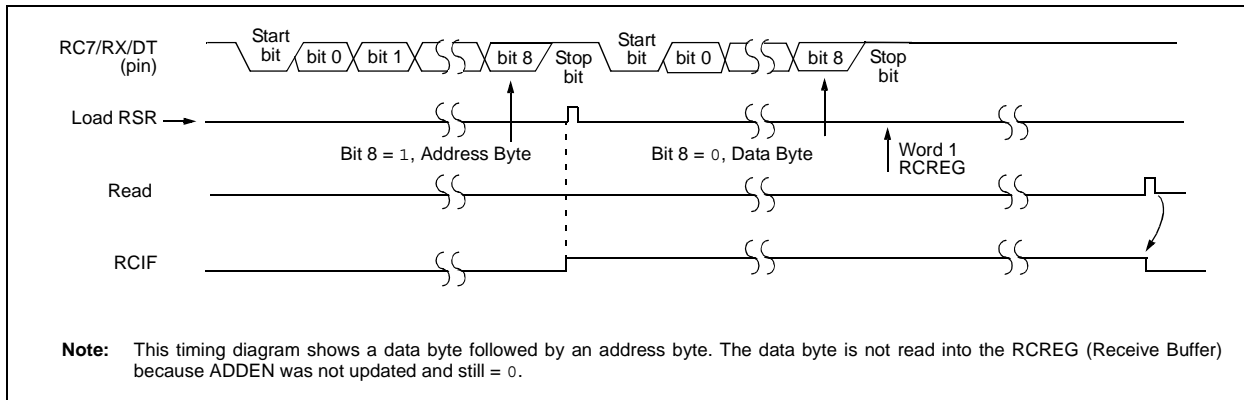 RC7/RX/DT
(pin)
Start
bit
bit 0
bit 1
bit 8
Stop
bit
Start
bit
bit 0
bit 8
Stop
bit
Load RSR
Bit 8 = 1, Address Byte
Bit 8 = 0, Data Byte
Word 1
RCREG
Read
RCIF
Note: This timing diagram shows a data byte followed by an address byte. The data byte is not read into the RCREG (Receive Buffer)
because ADDEN was not updated and still = 0.